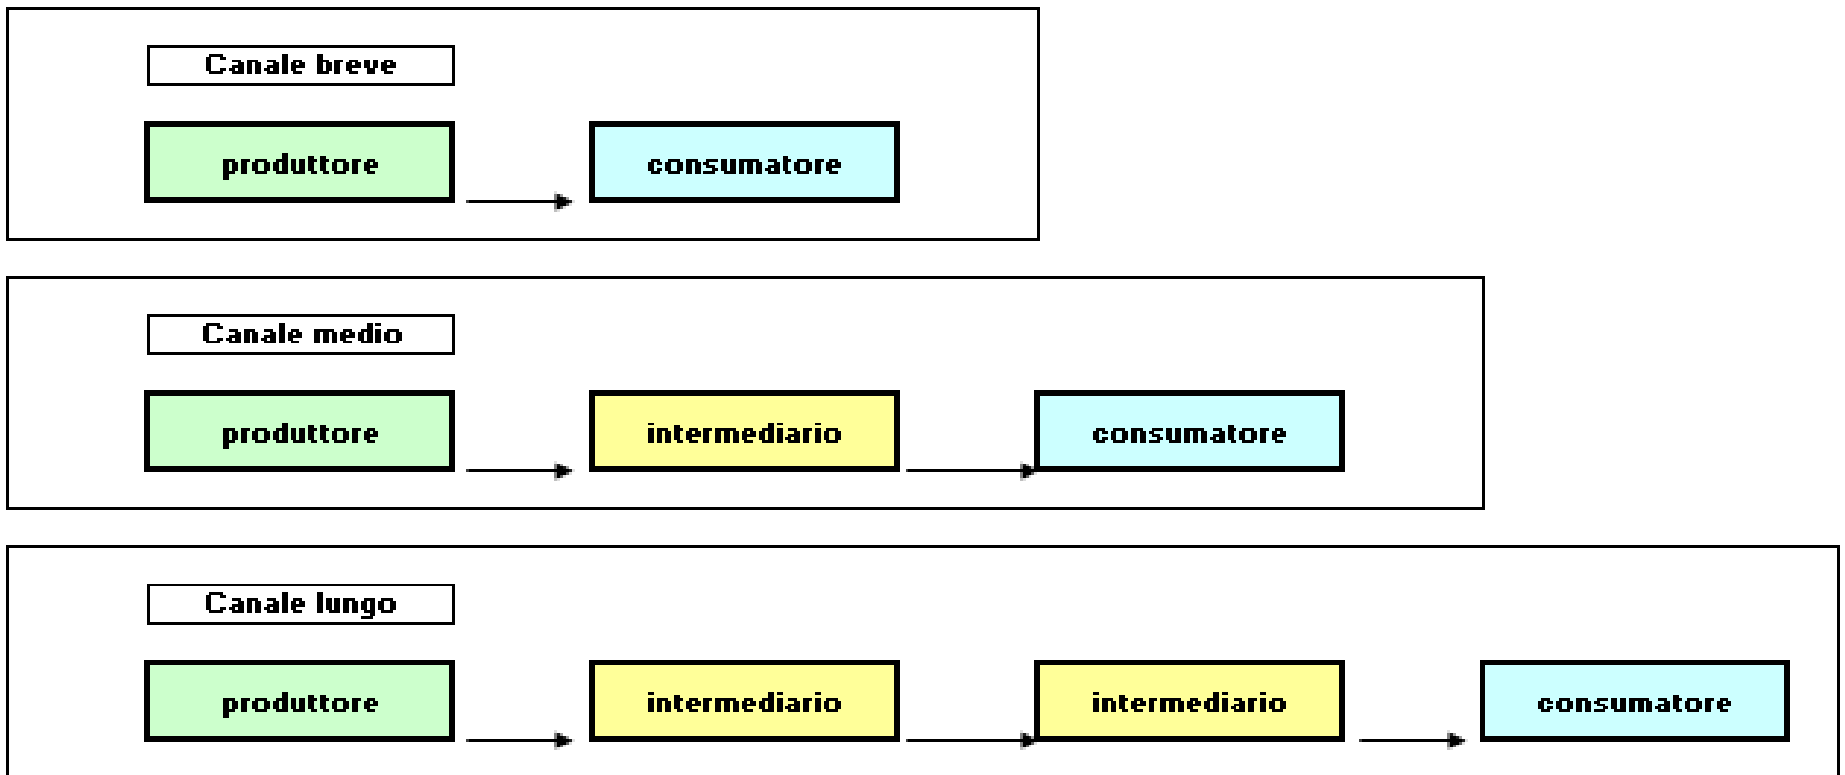 Canale breve
produttore consumatore
Canale medio
produttore intermediario consumatore
Canale lungo
produttore intermediario intermediario consumatore